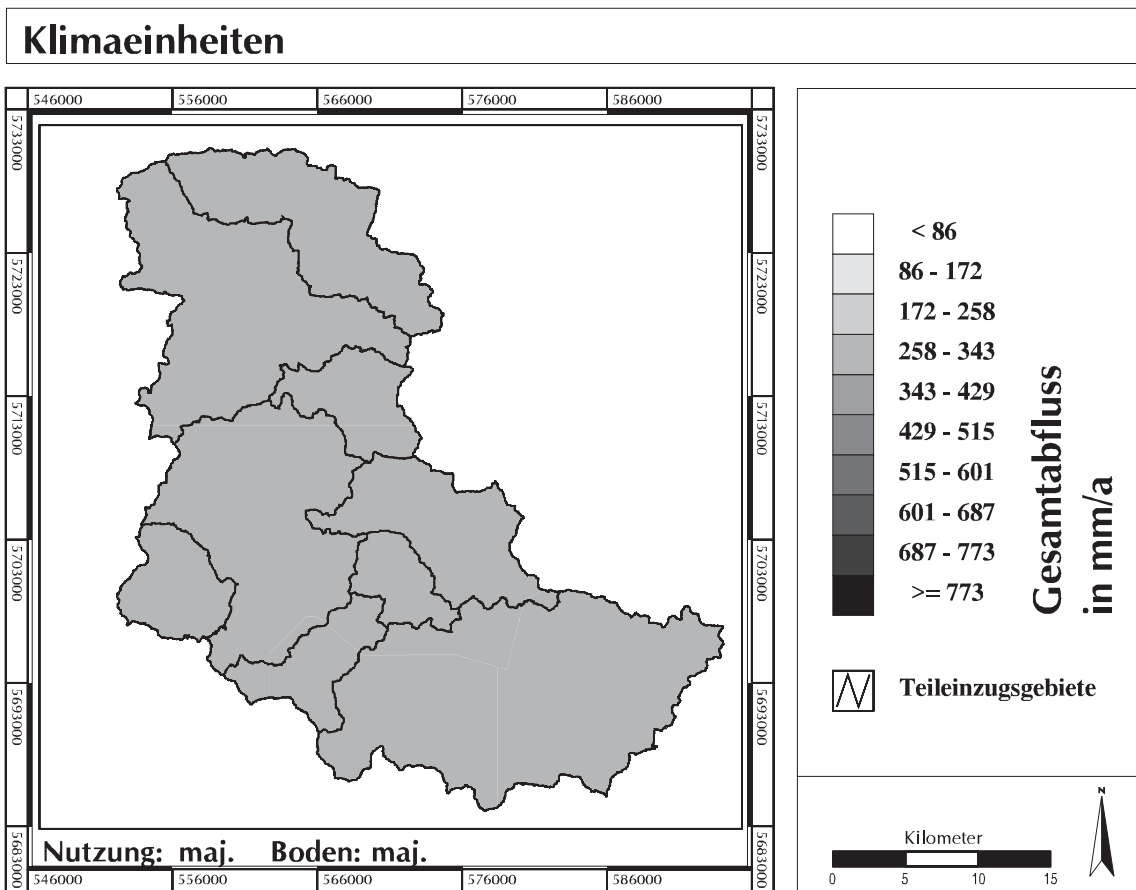 Klimaeinheiten
546000 556000 566000 576000 586000
5733000 5733000
5723000 5723000
5713000 5713000
5703000 5703000
5693000 5693000
5683000 5683000
Nutzung: maj. Boden: maj.
546000 556000 566000 576000 586000
< 86
86 - 172
172 - 258
258 - 343
343 - 429
429 - 515
515 - 601
601 - 687
687 - 773
>= 773
Gesamtabfluss
in mm/a
Teileinzugsgebiete
Kilometer
0 5 10 15
N